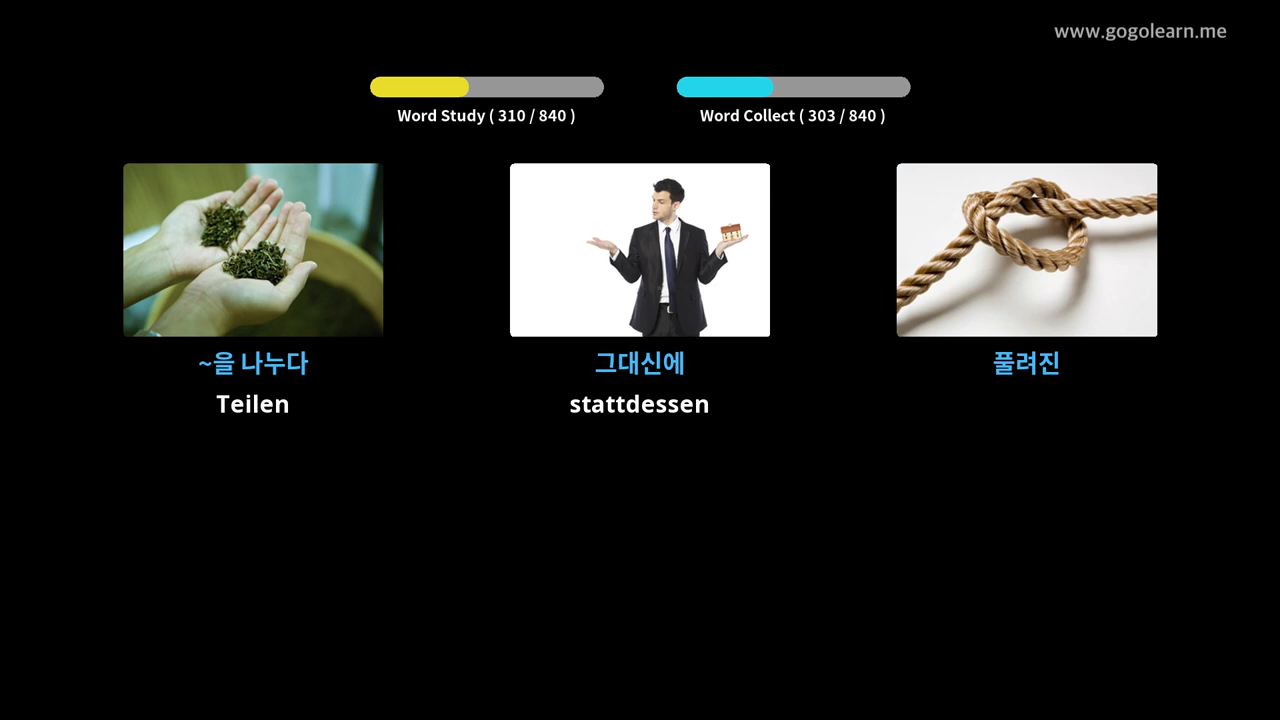 www.gogolearn.me
Word Study ( 310 / 840 )
Word Collect ( 303 / 840 )
~을 나누다
Teilen
그대신에
stattdessen
풀려진